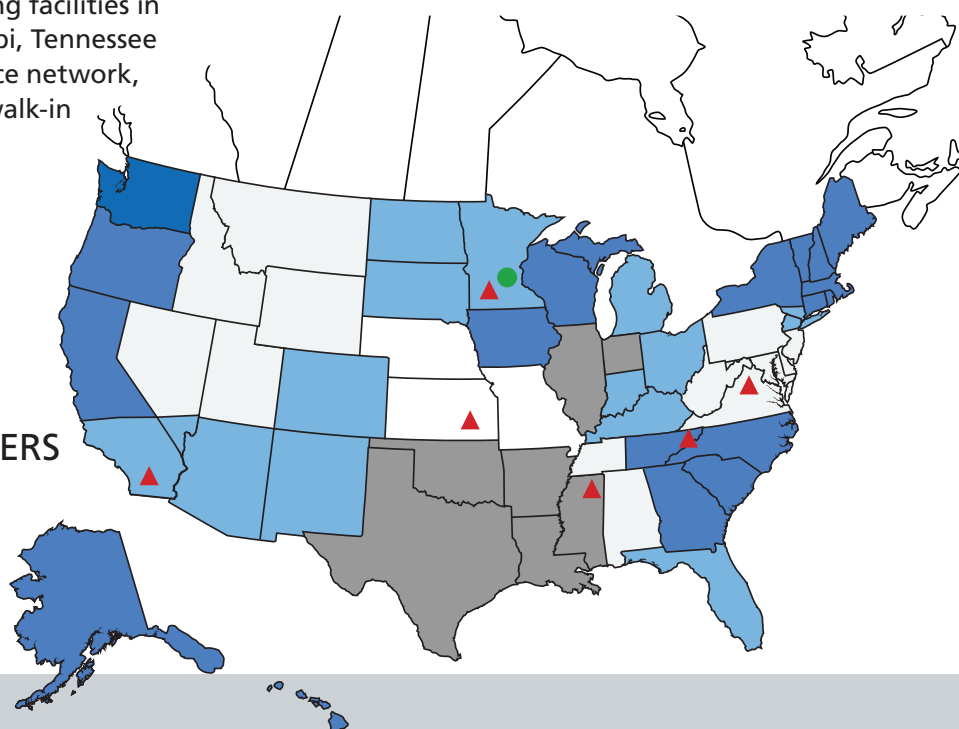 ng facilities in
pi, Tennessee
ce network,
walk-in
ERS